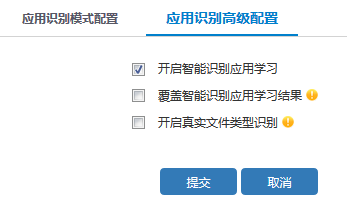 应用识别模式配置 应用识别高级配置
开启智能识别应用学习
覆盖智能识别应用学习结果
开启真实文件类型识别
提交 取消